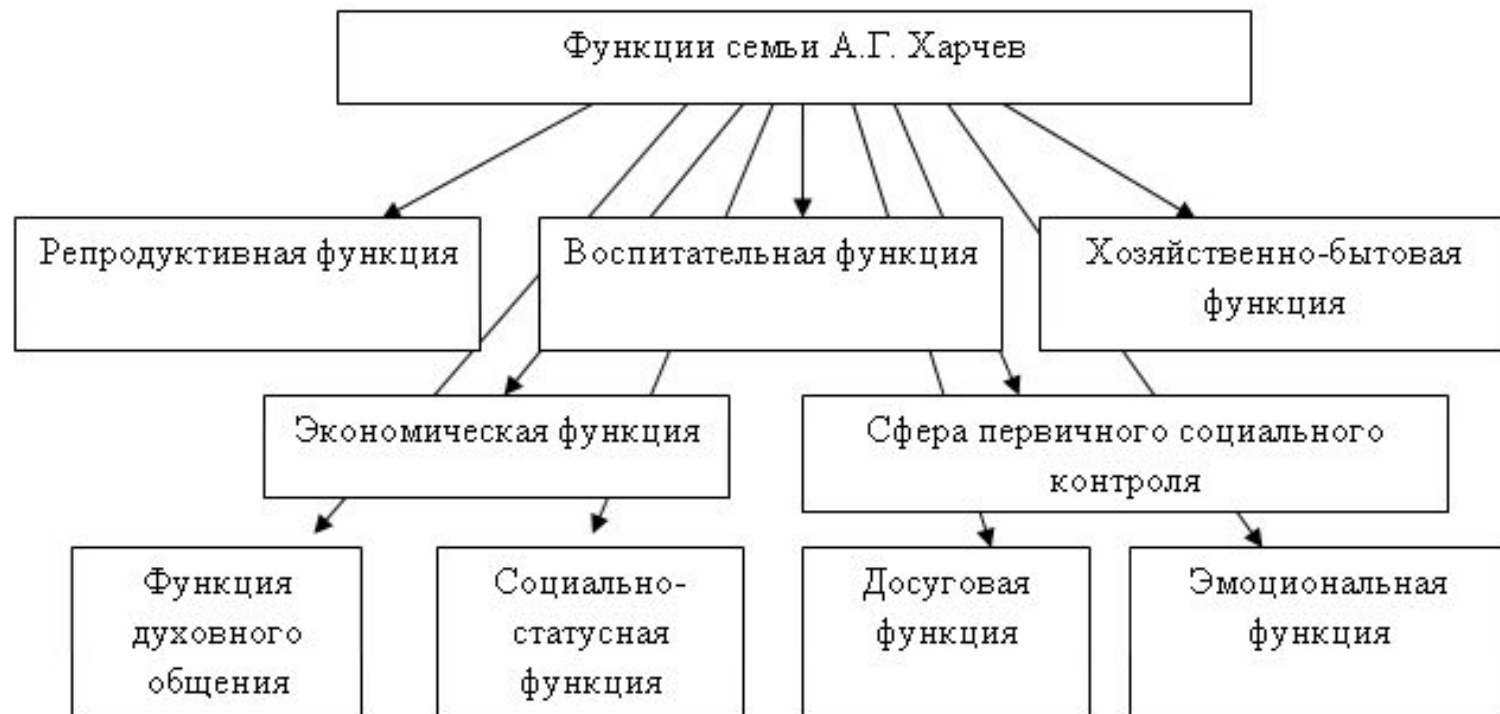 Функции семьи А.Г. Харчев
Репродуктивная функция
Воспитательная функция
Хозяйственно-бытовая
функция
Экономическая функция
Сфера первичного социального
контроля
Функция
духовного
общения
Социально-
статусная
функция
Досуговая
функция
Эмоциональная
функция